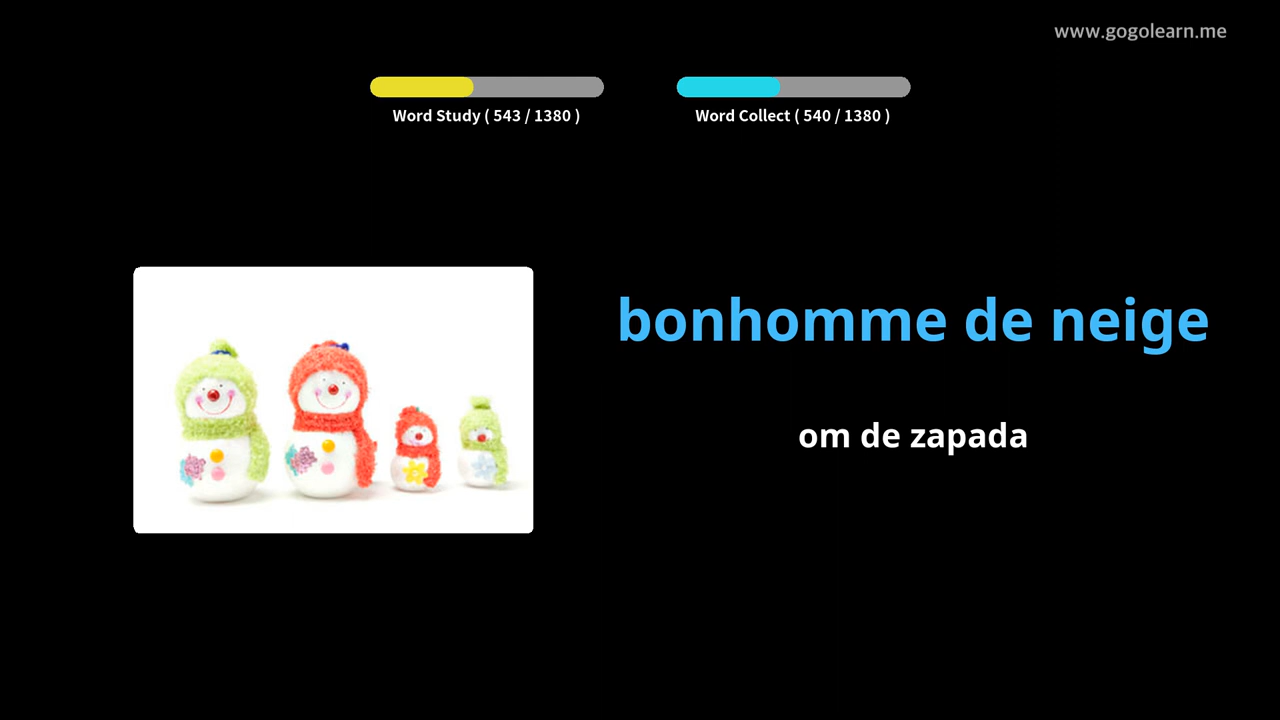 www.gogolearn.me
Word Study ( 543 / 1380 )
Word Collect ( 540 / 1380 )
bonhomme de neige
om de zapada